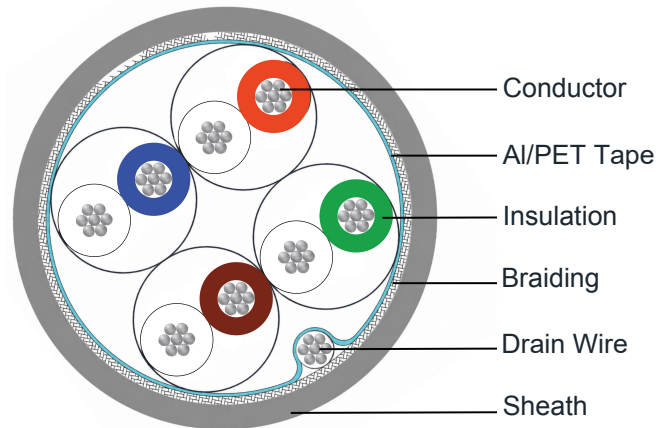 Conductor
Al/PET Tape
Insulation
Braiding
Drain Wire
Sheath